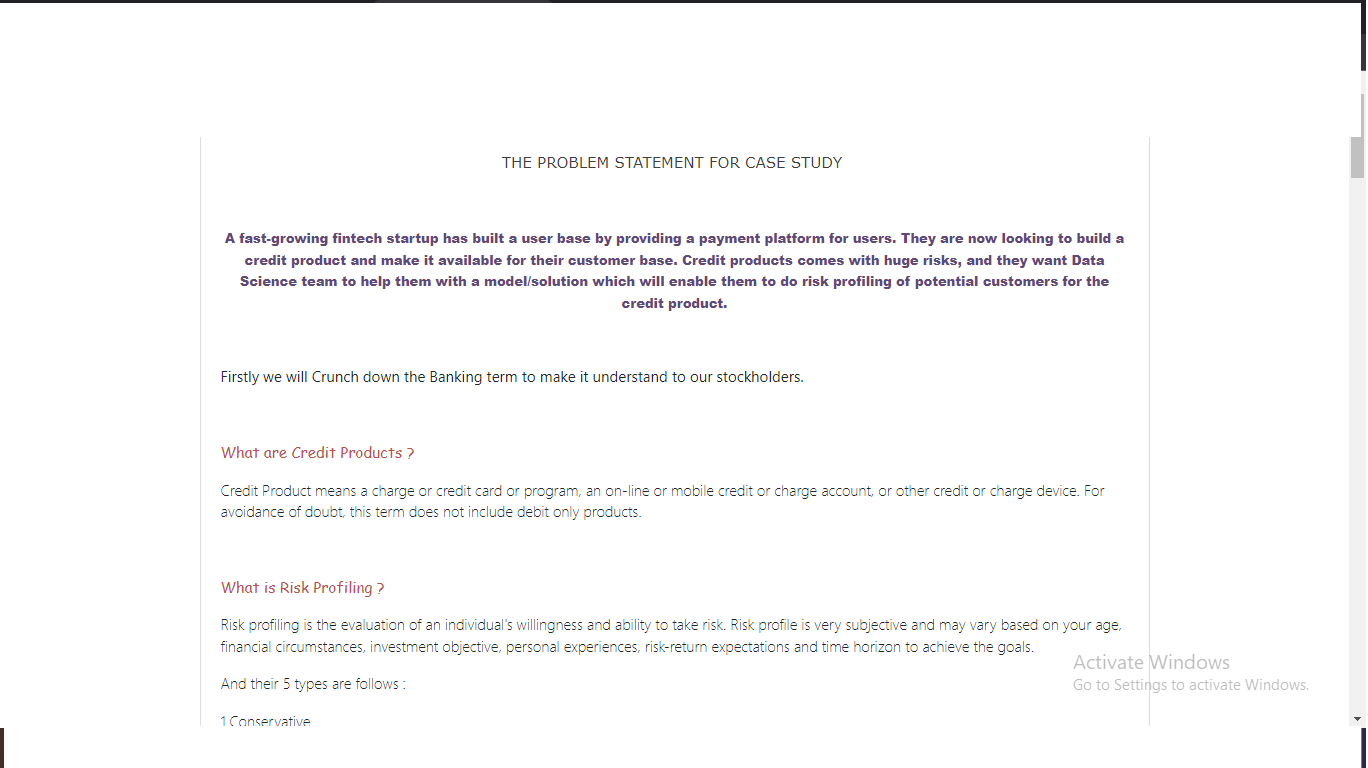 THE PROBLEM STATEMENT FOR CASE STUDY
A fast-growing fintech startup has built a user base by providing a payment platform for users. They are now looking to build a
credit product and make it available for their customer base. Credit products comes with huge risks, and they want Data
Science team to help them with a model/solution which will enable them to do risk profiling of potential customers for the
credit product.
Firstly we will Crunch down the Banking term to make it understand to our stockholders.
What are Credit Products ?
Credit Product means a charge or credit card or program, an on-line or mobile credit or charge account, or other credit or charge device. For
avoidance of doubt, this term does not include debit only products.
What is Risk Profiling ?
Risk profiling is the evaluation of an individual's willingness and ability to take risk. Risk profile is very subjective and may vary based on your age,
financial circumstances, investment objective, personal experiences, risk-return expectations and time horizon to achieve the goals.
Activate Windows
And their 5 types are follows :
Go to Settings to activate Windows.
1 Conservative